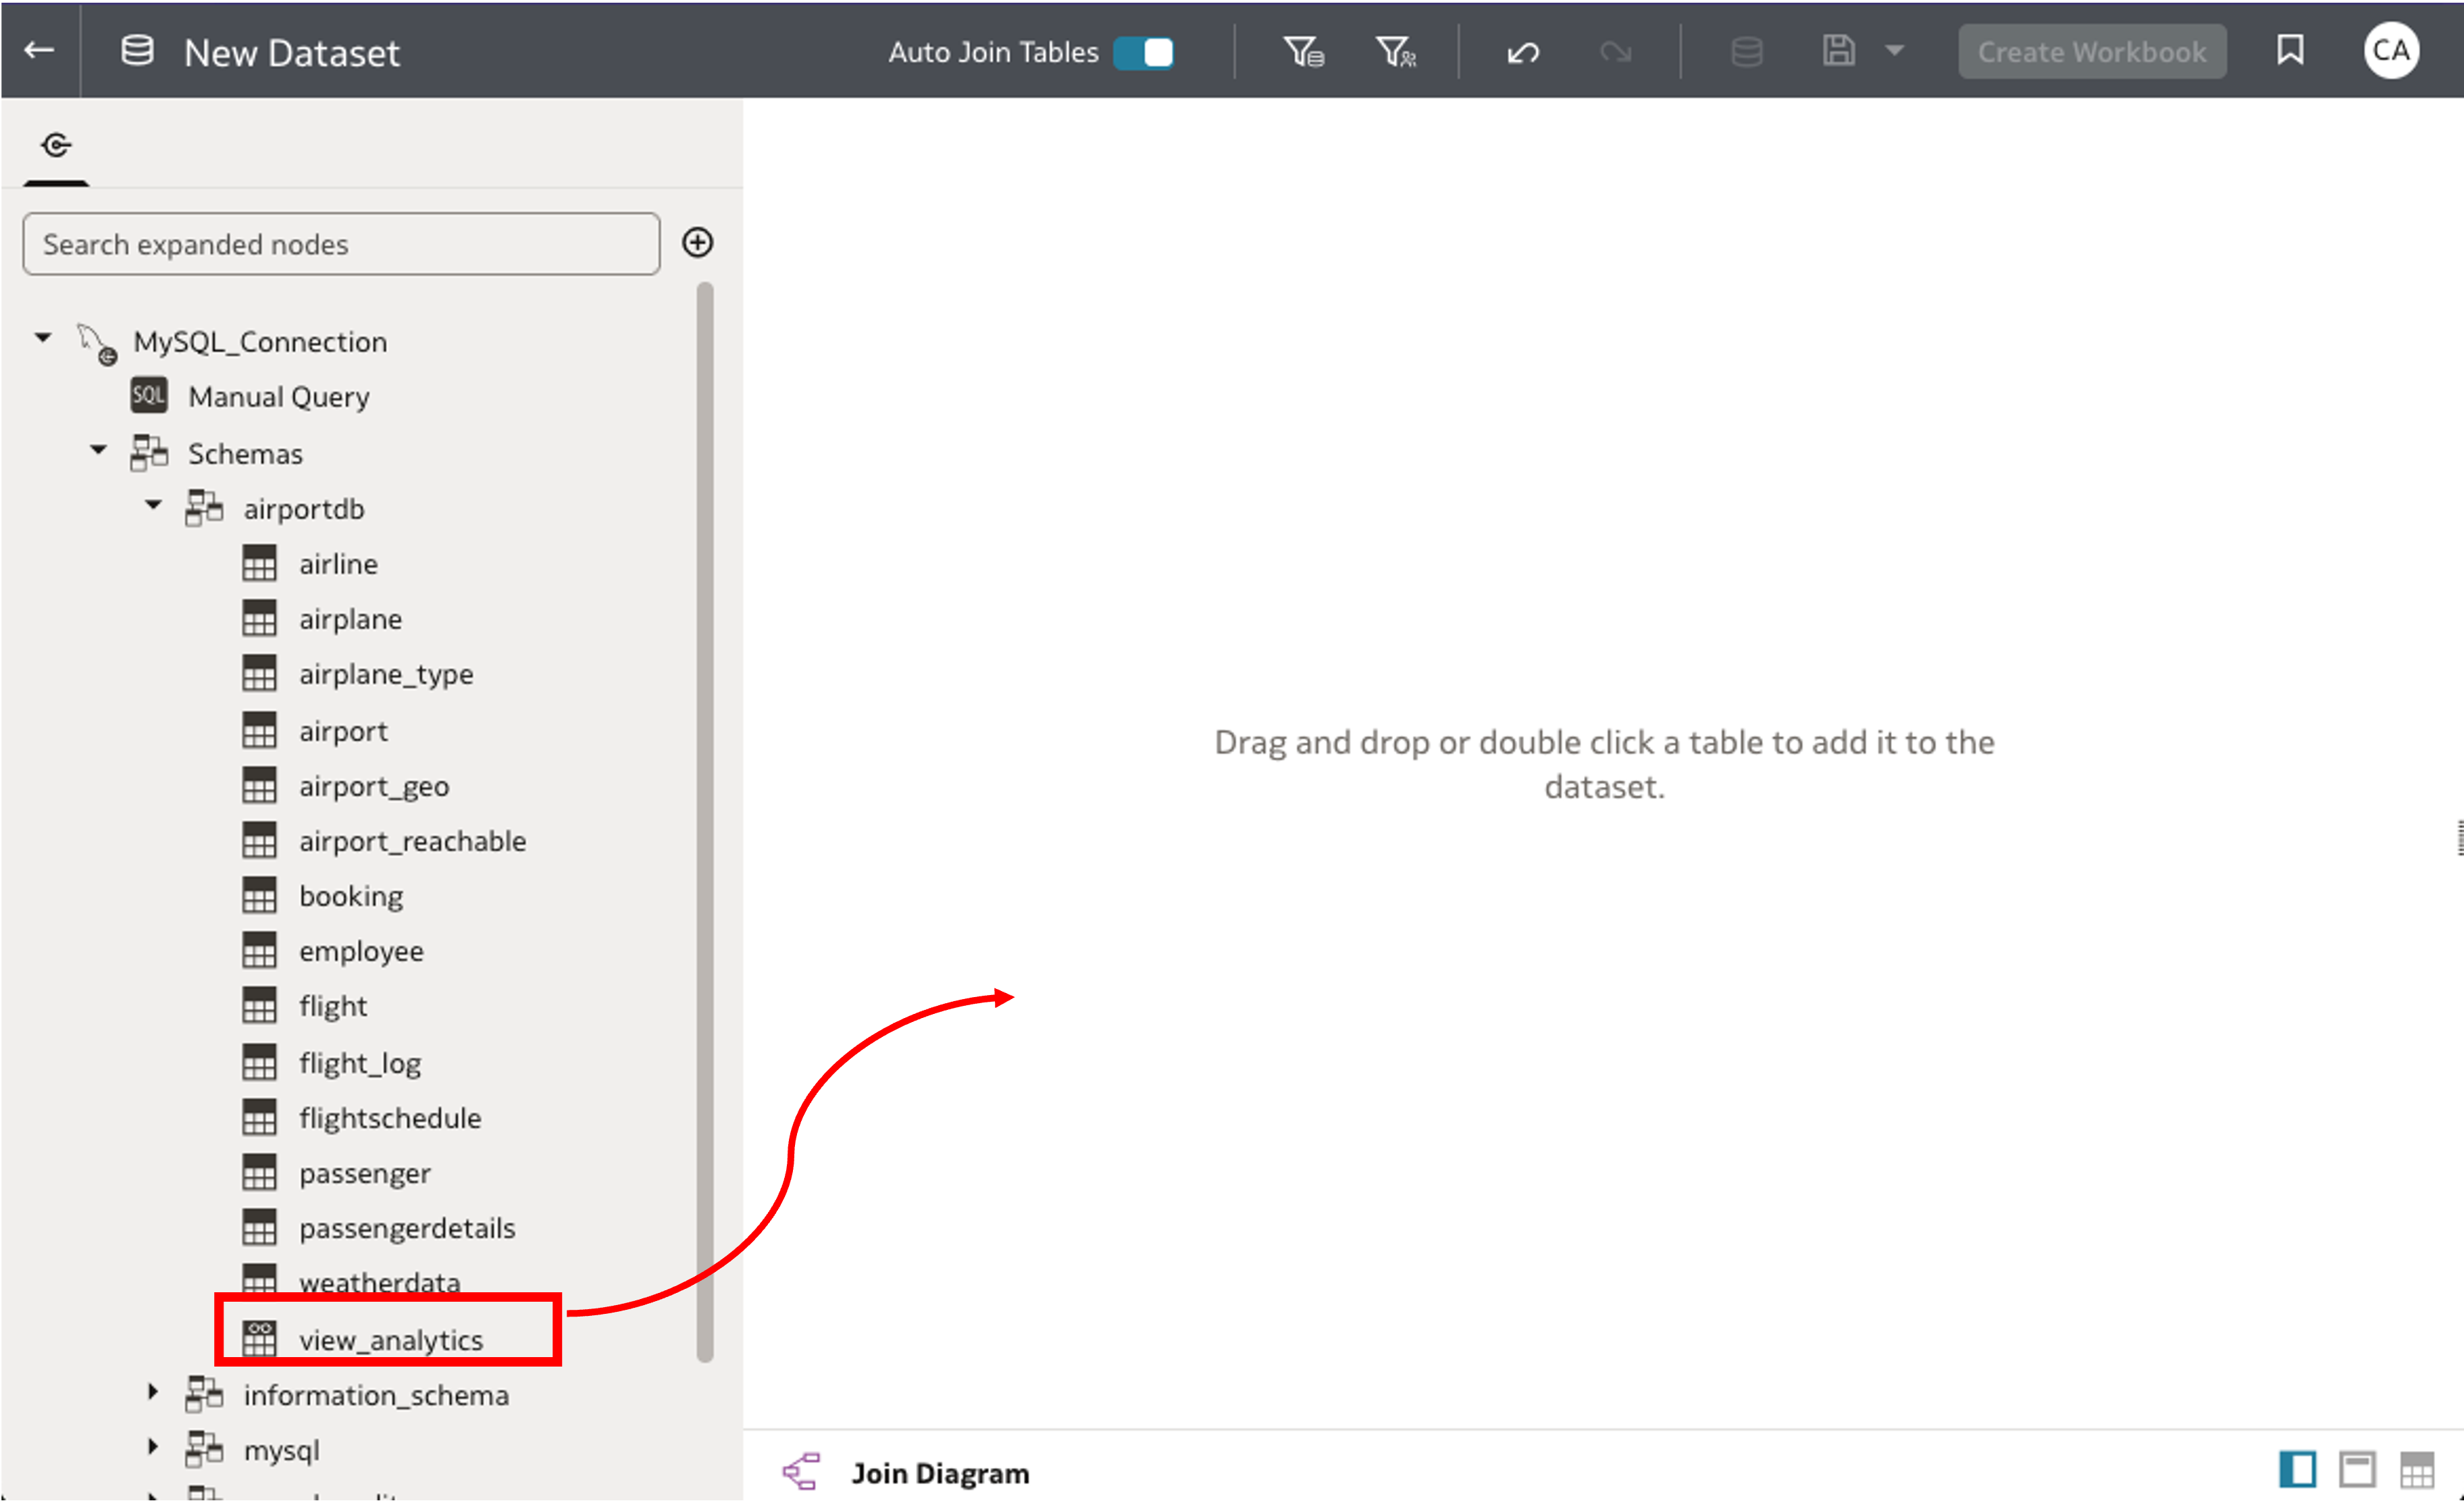 New Dataset
Auto Join Tables
Create Workbook
CA
Search expanded nodes
MySQL_Connection
SQL
Manual Query
Schemas
airportdb
airline
airplane
airplane_type
airport
airport_geo
airport_reachable
booking
employee
flight
flight_log
flightschedule
passenger
passengerdetails
weatherdata
view_analytics
information_schema
mysql
Drag and drop or double click a table to add it to the
dataset.
Join Diagram